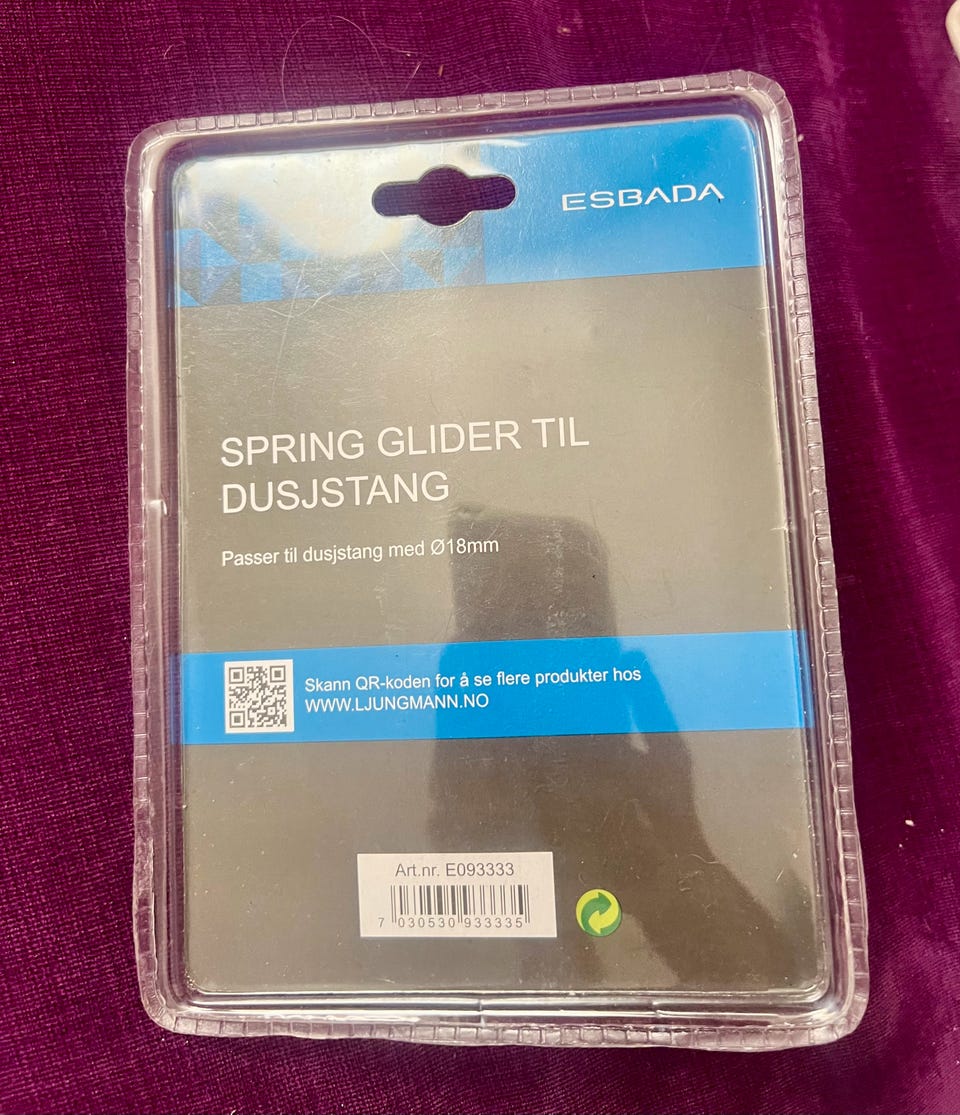 ESBADA
SPRING GLIDER TIL
DUSJSTANG
Passer til dusjstang med Ø18mm
Skann QR-koden for å se flere produkter hos
WWW.LJUNGMANN.NO
Art.nr. E093333
7 030530 933335